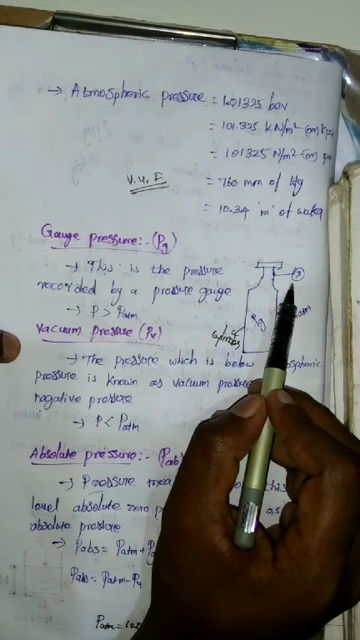 → Atmospheric pressure = 1.01325 bar
= 101.325 KN/m² (or) Kpa
= 101325 N/m² (or) pa
V.V.I = 760 mm of Hg
= 10.34 'm' of water
Gauge pressure:- (Pg)
→ This is the pressure
recorded by a pressure gauge
→ P > Patm
Vacuum pressure (Pv)
→ The pressure which is below
pressure is known as vacuum pressure
negative pressure
→ P < Patm
Absolute pressure:- (Pab
→ Pressure mea
level absolute zero p
absolute pressure
→ Pabs = Patm + Pg
Pabs = Patm - Pv
Patm =